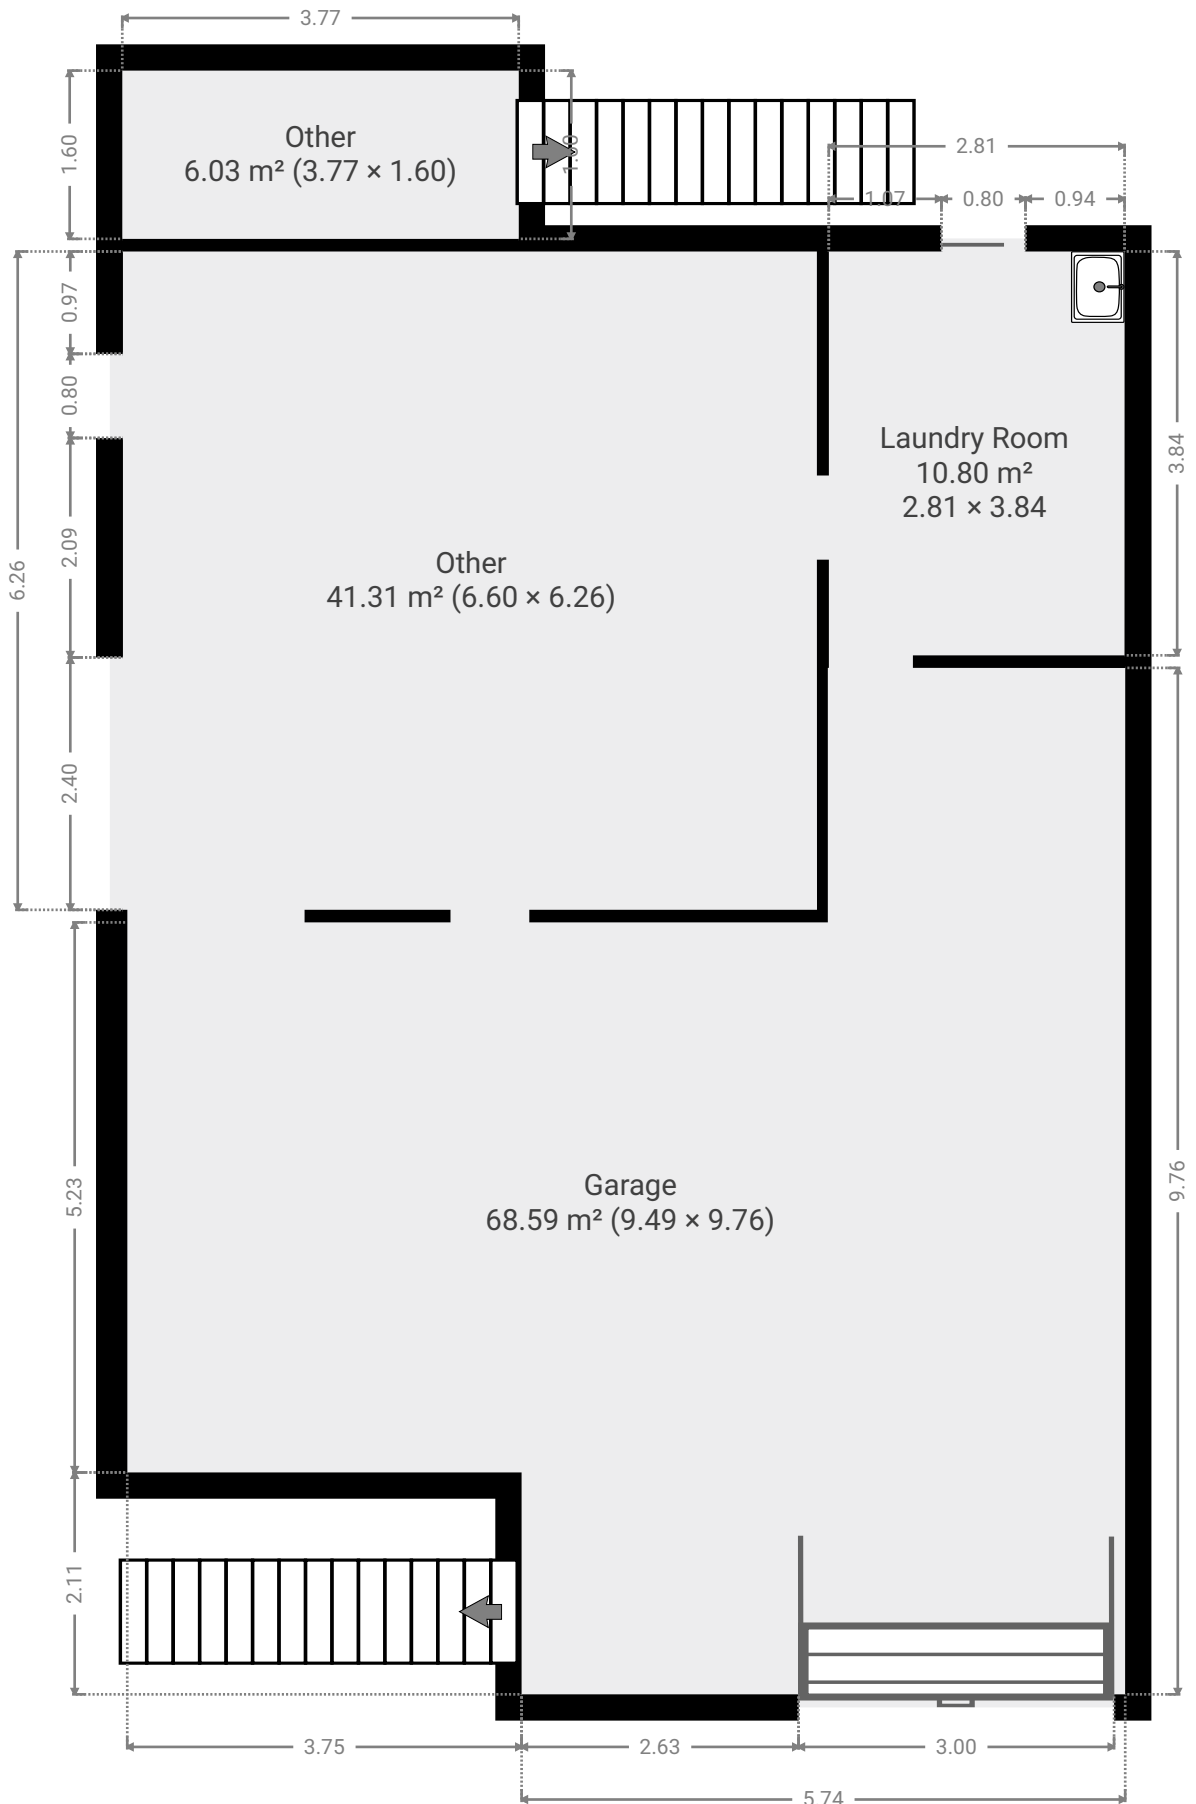 3.77
Other
6.03 m² (3.77 × 1.60)
1.60
1.60
2.81
1.07
0.80
0.94
0.97
0.80
2.09
6.26
2.40
Laundry Room
10.80 m²
2.81 × 3.84
3.84
Other
41.31 m² (6.60 × 6.26)
Garage
68.59 m² (9.49 × 9.76)
9.76
5.23
2.11
3.75
2.63
3.00
5.74